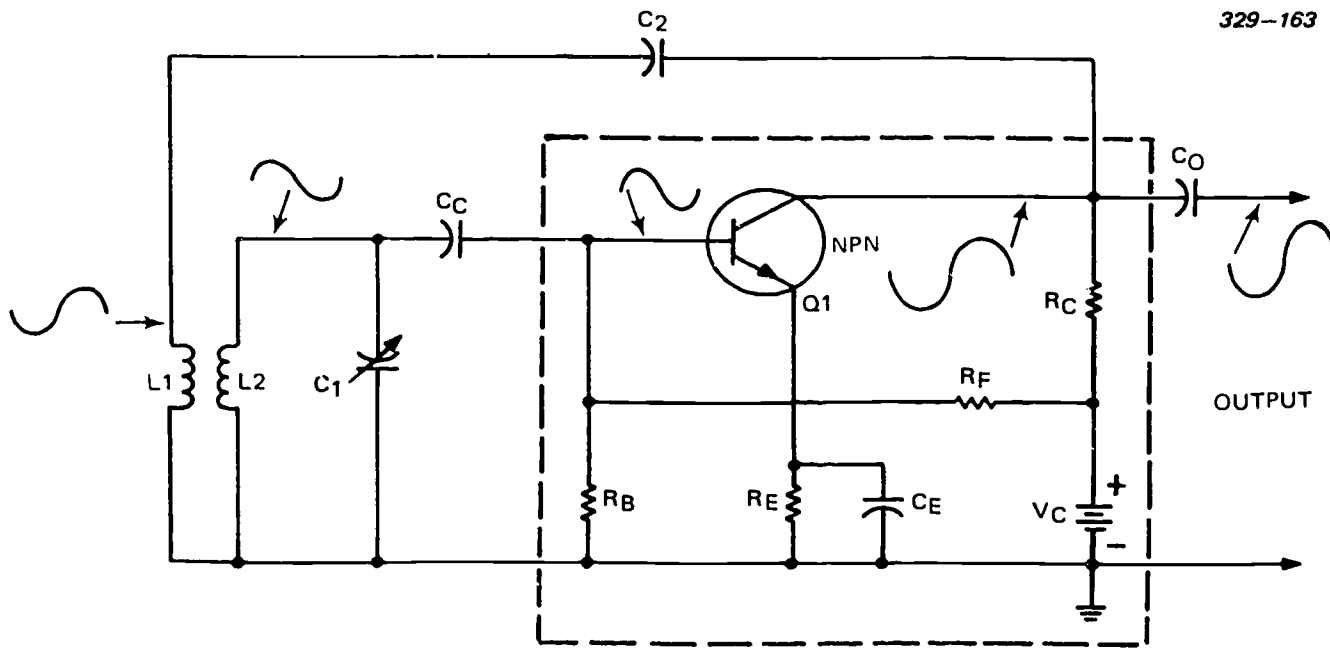 329-163
C2
CC
CO
NPN
Q1
RC
L1
L2
C1
RF
OUTPUT
RB
RE
CE
VC
+
-